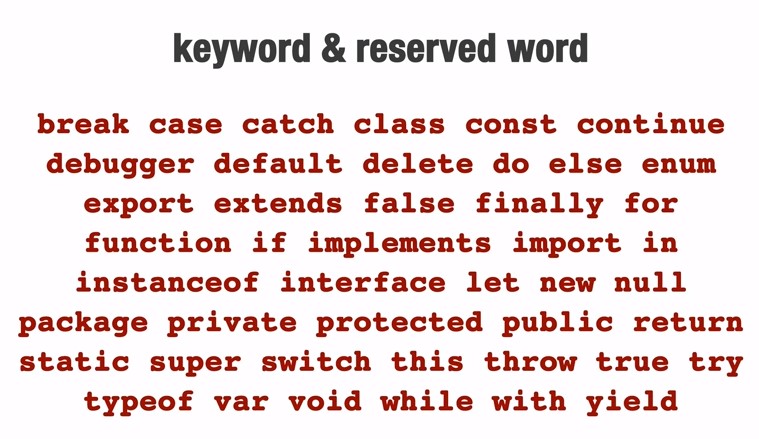 keyword & reserved word
break case catch class const continue
debugger default delete do else enum
export extends false finally for
function if implements import in
instanceof interface let new null
package private protected public return
static super switch this throw true try
typeof var void while with yield